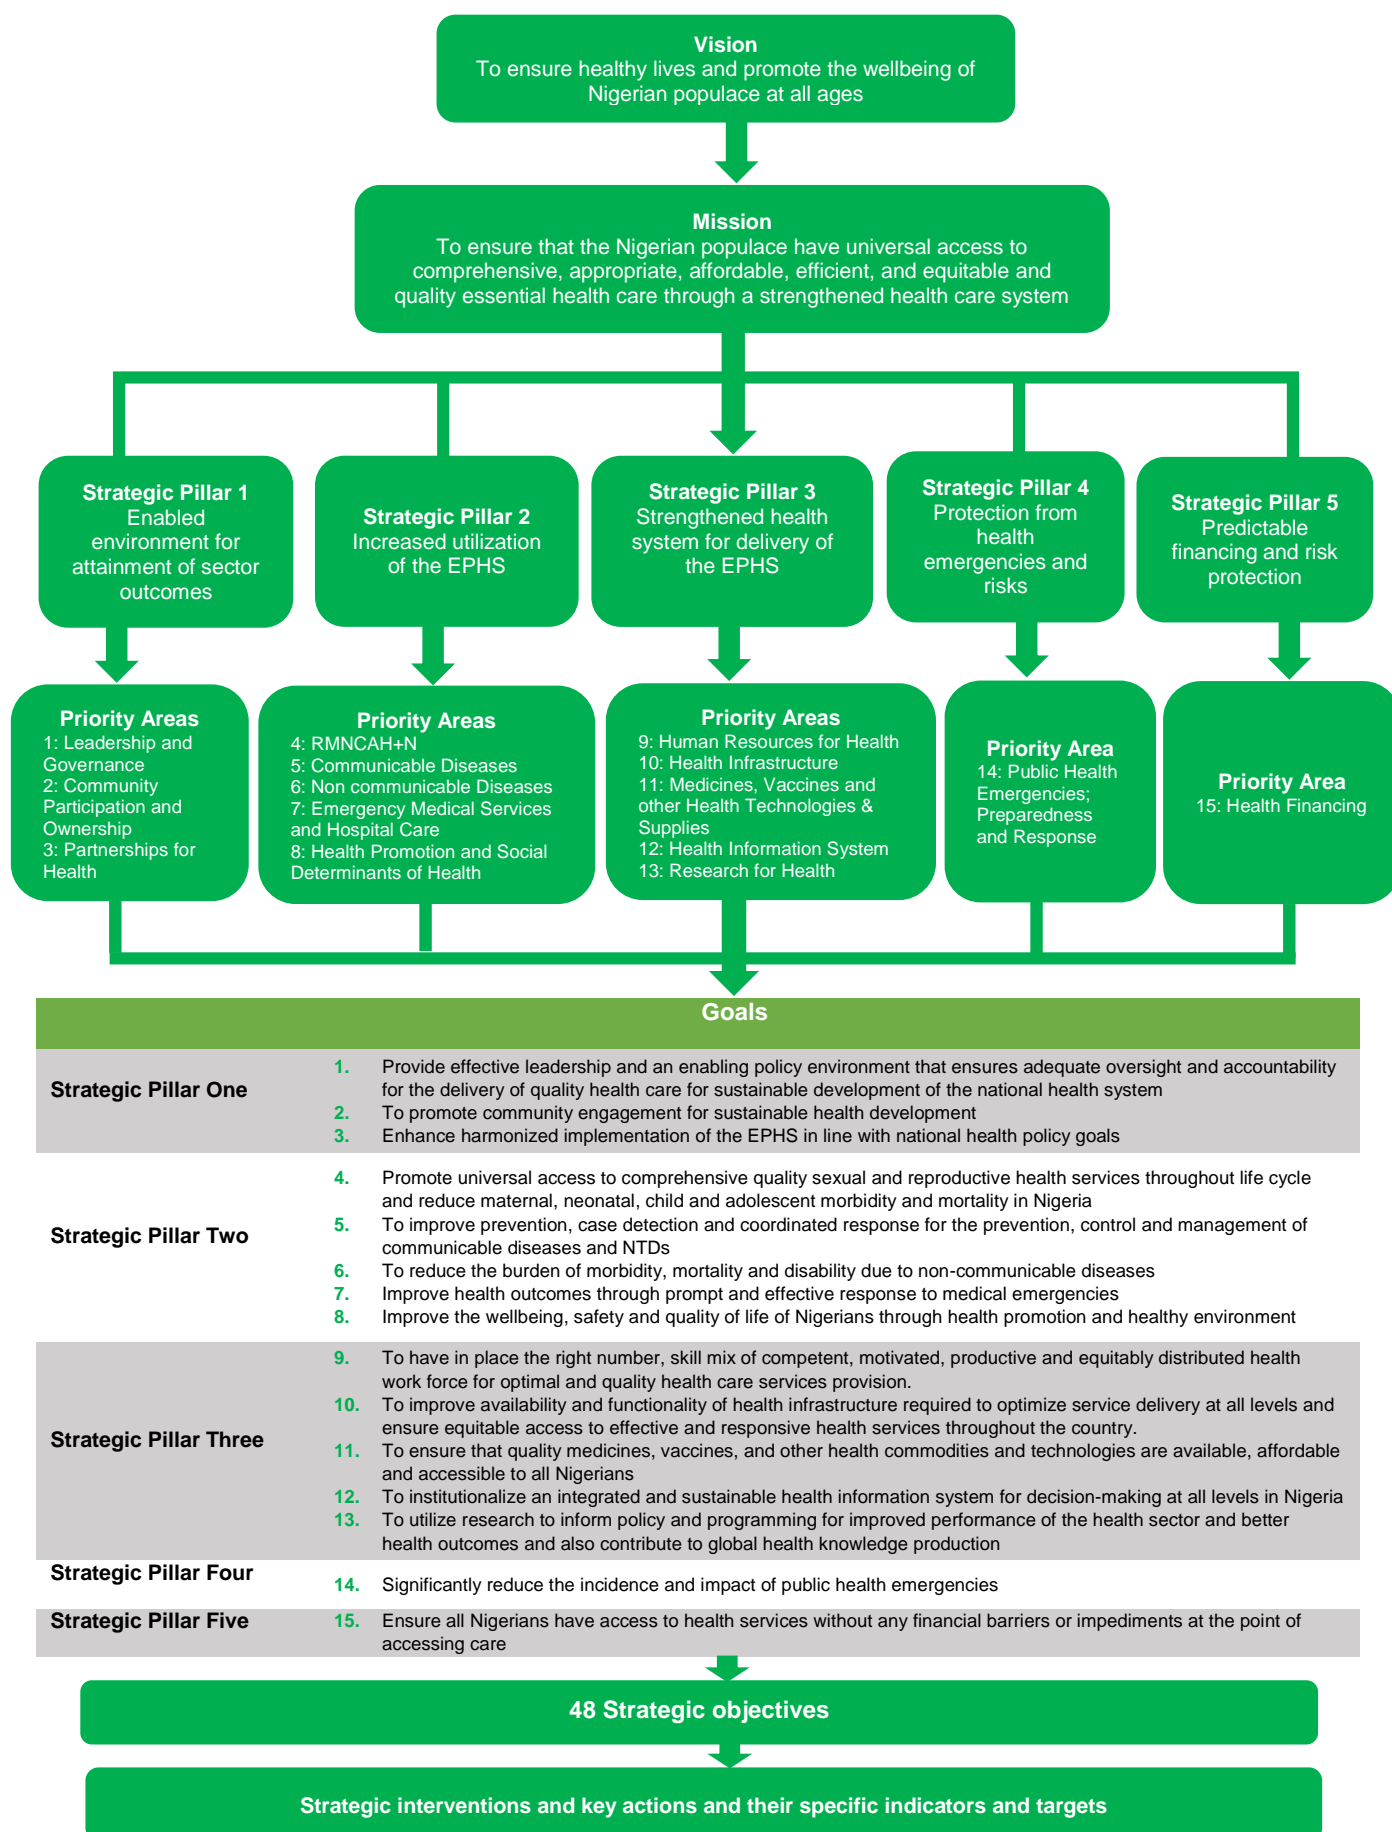 Vision
To ensure healthy lives and promote the wellbeing of
Nigerian populace at all ages
Mission
To ensure that the Nigerian populace have universal access to
comprehensive, appropriate, affordable, efficient, and equitable and
quality essential health care through a strengthened health care system
Strategic Pillar 1
Enabled
environment for
attainment of sector
outcomes
Strategic Pillar 2
Increased utilization
of the EPHS
Strategic Pillar 3
Strengthened health
system for delivery of
the EPHS
Strategic Pillar 4
Protection from
health
emergencies and
risks
Strategic Pillar 5
Predictable
financing and risk
protection
Priority Areas
1: Leadership and
Governance
2: Community
Participation and
Ownership
3: Partnerships for
Health
Priority Areas
4: RMNCAH+N
5: Communicable Diseases
6: Non communicable Diseases
7: Emergency Medical Services
and Hospital Care
8: Health Promotion and Social
Determinants of Health
Priority Areas
9: Human Resources for Health
10: Health Infrastructure
11: Medicines, Vaccines and
other Health Technologies &
Supplies
12: Health Information System
13: Research for Health
Priority Area
14: Public Health
Emergencies;
Preparedness
and Response
Priority Area
15: Health Financing
Goals
Strategic Pillar One
1. Provide effective leadership and an enabling policy environment that ensures adequate oversight and accountability
for the delivery of quality health care for sustainable development of the national health system
2. To promote community engagement for sustainable health development
3. Enhance harmonized implementation of the EPHS in line with national health policy goals
Strategic Pillar Two
4. Promote universal access to comprehensive quality sexual and reproductive health services throughout life cycle
and reduce maternal, neonatal, child and adolescent morbidity and mortality in Nigeria
5. To improve prevention, case detection and coordinated response for the prevention, control and management of
communicable diseases and NTDs
6. To reduce the burden of morbidity, mortality and disability due to non-communicable diseases
7. Improve health outcomes through prompt and effective response to medical emergencies
8. Improve the wellbeing, safety and quality of life of Nigerians through health promotion and healthy environment
Strategic Pillar Three
9. To have in place the right number, skill mix of competent, motivated, productive and equitably distributed health
work force for optimal and quality health care services provision.
10. To improve availability and functionality of health infrastructure required to optimize service delivery at all levels and
ensure equitable access to effective and responsive health services throughout the country.
11. To ensure that quality medicines, vaccines, and other health commodities and technologies are available, affordable
and accessible to all Nigerians
12. To institutionalize an integrated and sustainable health information system for decision-making at all levels in Nigeria
13. To utilize research to inform policy and programming for improved performance of the health sector and better
health outcomes and also contribute to global health knowledge production
Strategic Pillar Four
14. Significantly reduce the incidence and impact of public health emergencies
Strategic Pillar Five
15. Ensure all Nigerians have access to health services without any financial barriers or impediments at the point of
accessing care
48 Strategic objectives
Strategic interventions and key actions and their specific indicators and targets